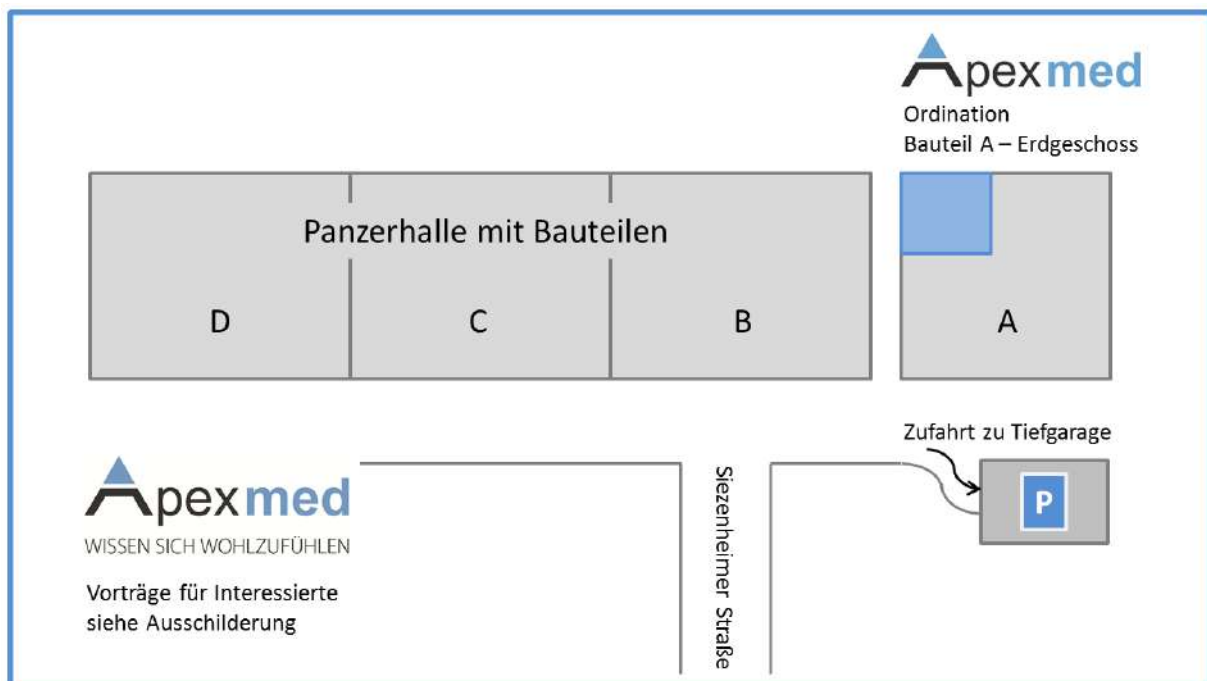 Apexmed
Ordination
Bauteil A – Erdgeschoss
Panzerhalle mit Bauteilen
D
C
B
A
Zufahrt zu Tiefgarage
P
Siezenheimer Straße
Apexmed
WISSEN SICH WOHLZUFÜHLEN
Vorträge für Interessierte
siehe Ausschilderung